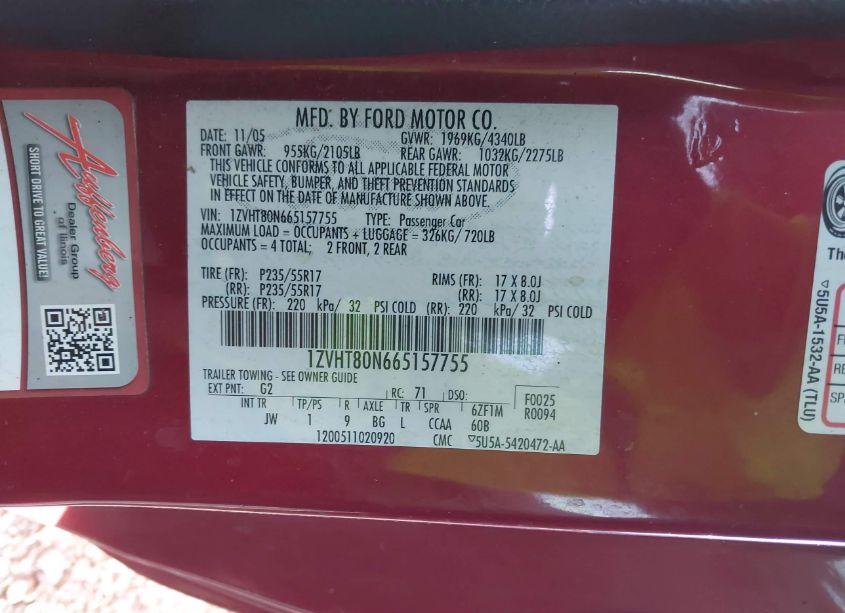 MFD. BY FORD MOTOR CO.
DATE: 11/05 GVWR: 1969KG/4340LB
FRONT GAWR: 955KG/2105LB REAR GAWR: 1032KG/2275LB
THIS VEHICLE CONFORMS TO ALL APPLICABLE FEDERAL MOTOR
VEHICLE SAFETY, BUMPER, AND THEFT PREVENTION STANDARDS
IN EFFECT ON THE DATE OF MANUFACTURE SHOWN ABOVE.
VIN: 1ZVHT80N665157755 TYPE: Passenger Car
MAXIMUM LOAD = OCCUPANTS + LUGGAGE = 326KG/720LB
OCCUPANTS = 4 TOTAL; 2 FRONT, 2 REAR
TIRE (FR): P235/55R17 RIMS (FR): 17 X 8.0J
(RR): P235/55R17 (RR): 17 X 8.0J
PRESSURE (FR): 220 kPa/ 32 PSI COLD (RR): 220 kPa/ 32 PSI COLD
1ZVHT80N665157755
TRAILER TOWING - SEE OWNER GUIDE
EXT PNT: G2 RC: 71 DSO: F0025
INT TR TP/PS R AXLE TR SPR 6ZF1M R0094
JW 1 9 BG L CCAA 60B
1200511020920 CMC ▽5U5A-5420472-AA
Auffenberg
Dealer Group
of Illinois
SHORT DRIVE TO GREAT VALUE!
The
▽5U5A-1532-AA (TLU)
F
RE
SPA